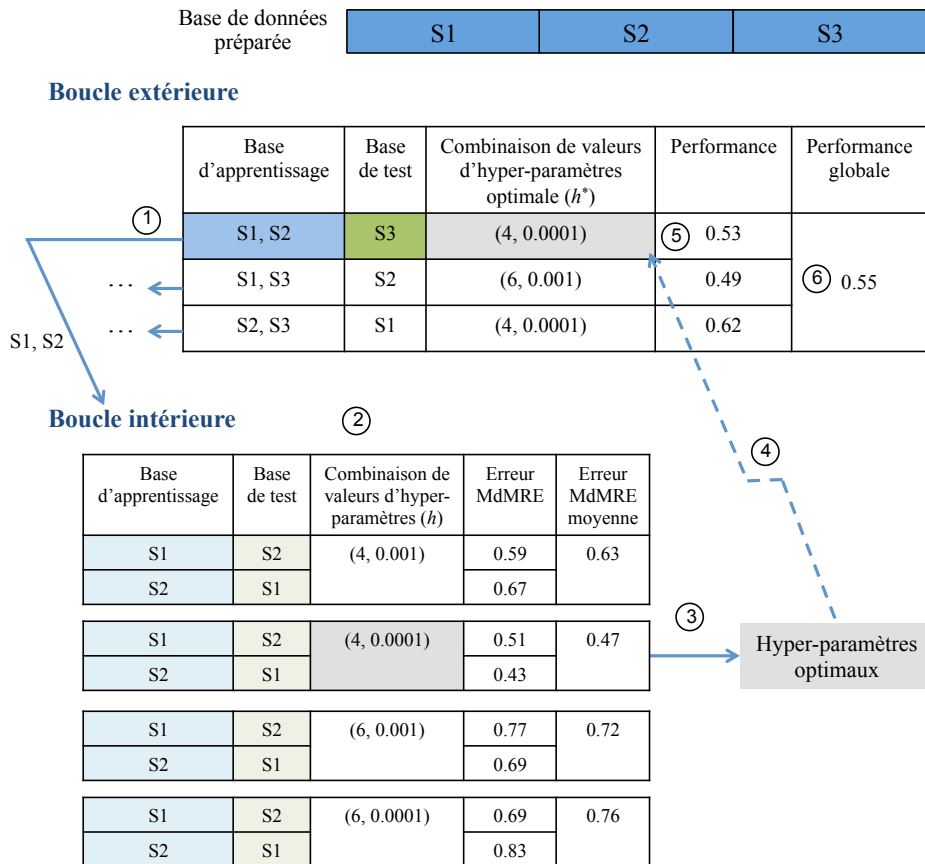 Base de données
préparée
S1 S2 S3
Boucle extérieure
Base
d'apprentissage
Base
de test
Combinaison de valeurs
d'hyper-paramètres
optimale (h*)
Performance
Performance
globale
1
S1, S2 S3 (4, 0.0001) 5 0.53
... S1, S3 S2 (6, 0.001) 0.49 6 0.55
... S2, S3 S1 (4, 0.0001) 0.62
S1, S2
Boucle intérieure 2
4
Base
d'apprentissage
Base
de test
Combinaison de
valeurs d'hyper-
paramètres (h)
Erreur
MdMRE
Erreur
MdMRE
moyenne
S1 S2 (4, 0.001) 0.59 0.63
S2 S1 0.67
3
S1 S2 (4, 0.0001) 0.51 0.47
S2 S1 0.43
Hyper-paramètres
optimaux
S1 S2 (6, 0.001) 0.77 0.72
S2 S1 0.69
S1 S2 (6, 0.0001) 0.69 0.76
S2 S1 0.83